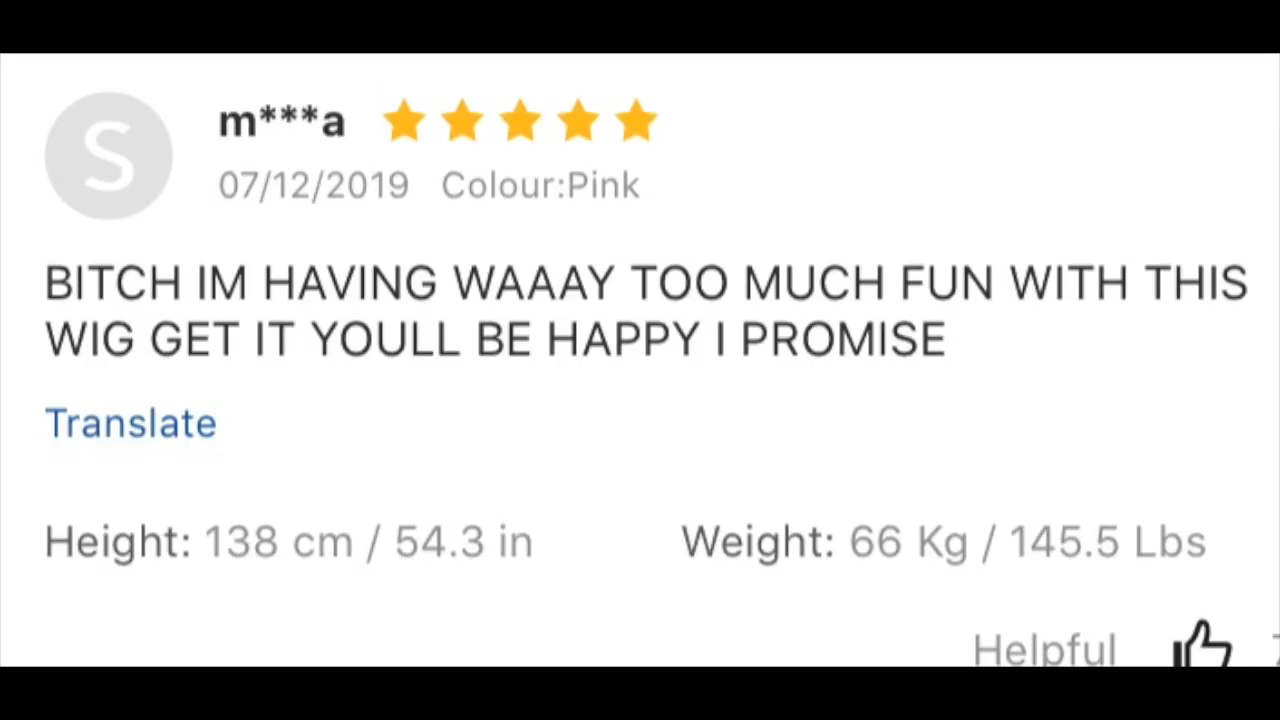 S
m***a
07/12/2019 Colour:Pink
BITCH IM HAVING WAAAY TOO MUCH FUN WITH THIS
WIG GET IT YOULL BE HAPPY I PROMISE
Translate
Height: 138 cm / 54.3 in Weight: 66 Kg / 145.5 Lbs
Helpful